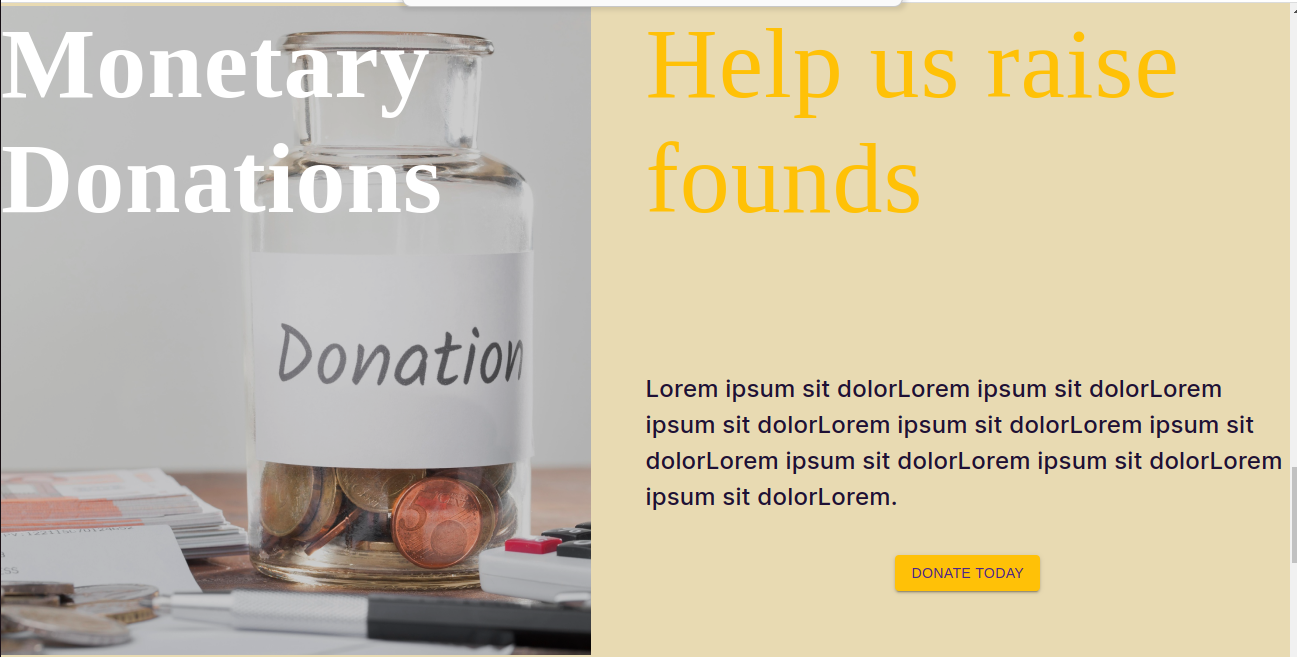 Monetary
Donations
Donation
Help us raise
founds
Lorem ipsum sit dolorLorem ipsum sit dolorLorem
ipsum sit dolorLorem ipsum sit dolorLorem ipsum sit
dolorLorem ipsum sit dolorLorem ipsum sit dolorLorem
ipsum sit dolorLorem.
DONATE TODAY